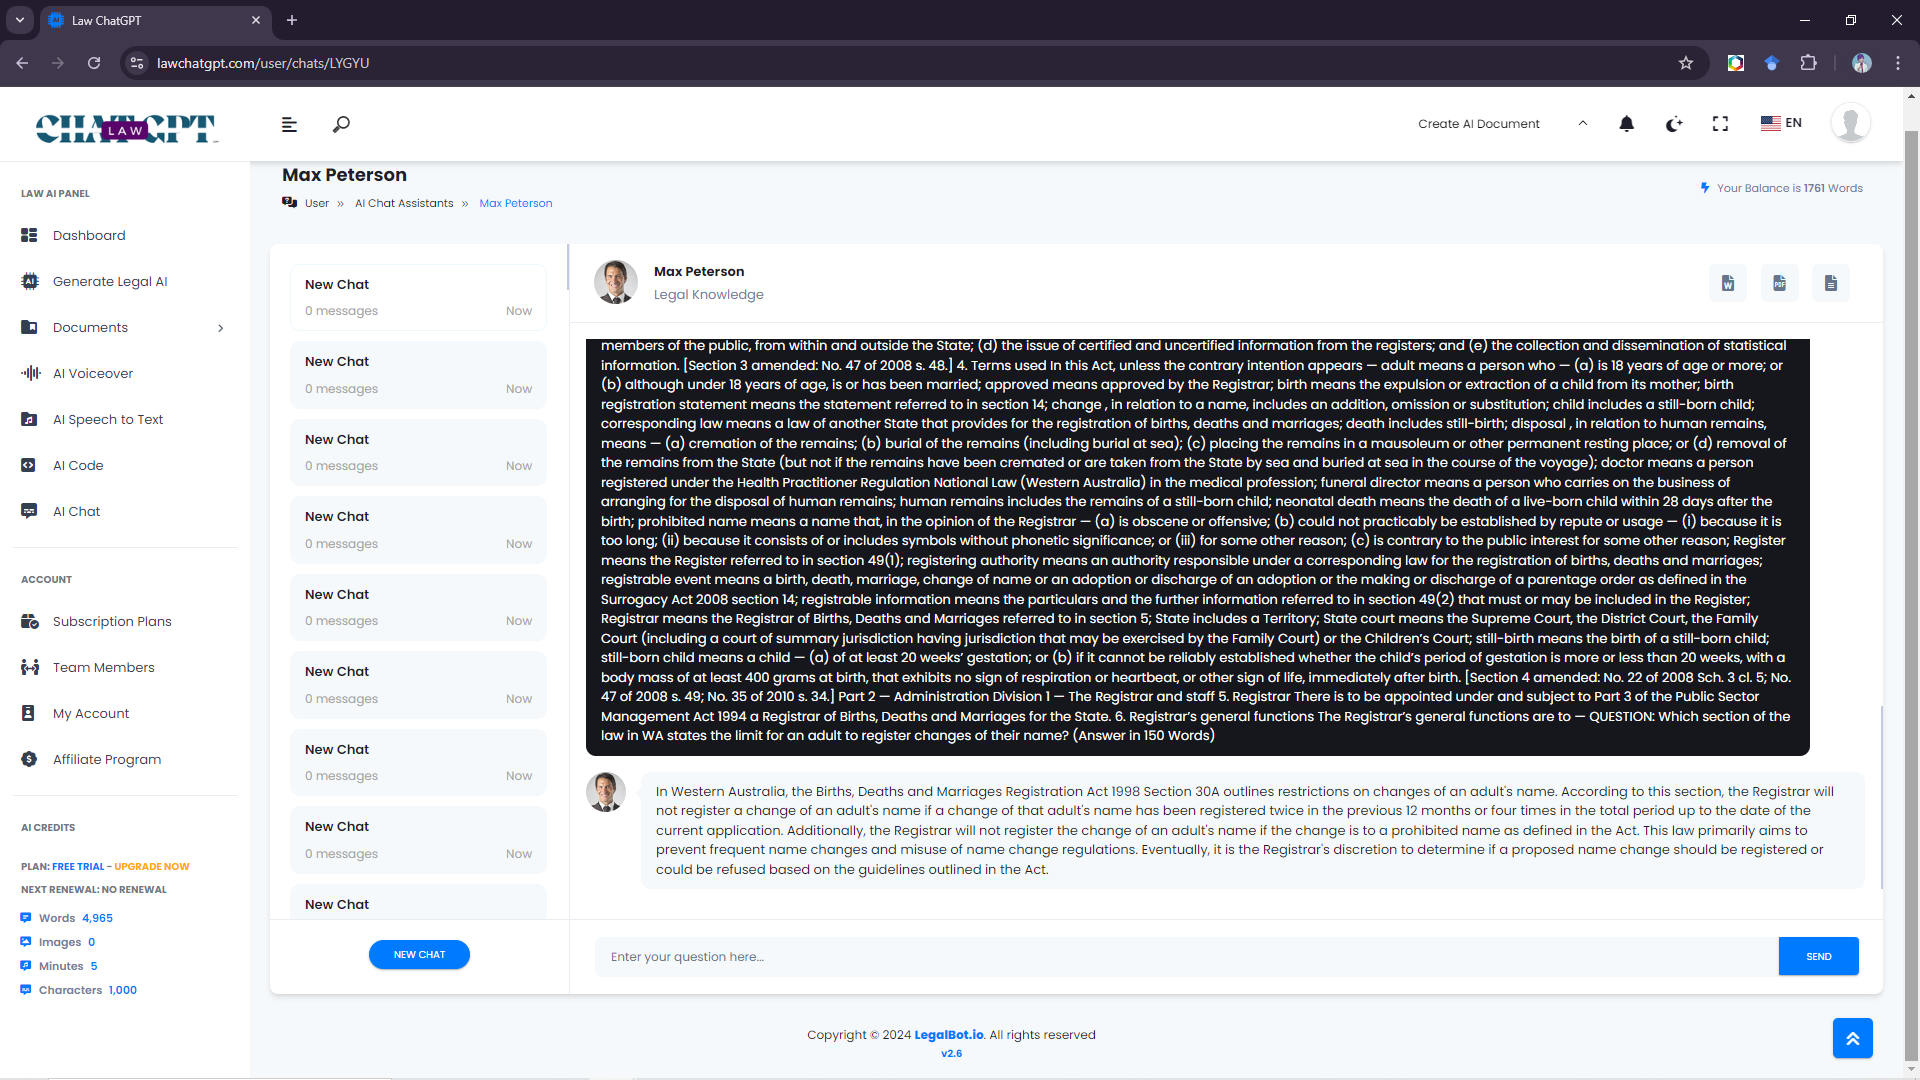 Law ChatGPT
lawchatgpt.com/user/chats/LYGYU
CHATGPT
LAW
Create AI Document
EN
LAW AI PANEL
Dashboard
Generate Legal AI
Documents
AI Voiceover
AI Speech to Text
AI Code
AI Chat
ACCOUNT
Subscription Plans
Team Members
My Account
Affiliate Program
AI CREDITS
PLAN: FREE TRIAL - UPGRADE NOW
NEXT RENEWAL: NO RENEWAL
Words 4,965
Images 0
Minutes 5
Characters 1,000
Max Peterson
User » AI Chat Assistants » Max Peterson
Your Balance is 1761 Words
New Chat
0 messages Now
New Chat
0 messages Now
New Chat
0 messages Now
New Chat
0 messages Now
New Chat
0 messages Now
New Chat
0 messages Now
New Chat
0 messages Now
New Chat
0 messages Now
New Chat
NEW CHAT
Max Peterson
Legal Knowledge
members of the public, from within and outside the State; (d) the issue of certified and uncertified information from the registers; and (e) the collection and dissemination of statistical
information. [Section 3 amended: No. 47 of 2008 s. 48.] 4. Terms used In this Act, unless the contrary intention appears — adult means a person who — (a) is 18 years of age or more; or
(b) although under 18 years of age, is or has been married; approved means approved by the Registrar; birth means the expulsion or extraction of a child from its mother; birth
registration statement means the statement referred to in section 14; change , in relation to a name, includes an addition, omission or substitution; child includes a still-born child;
corresponding law means a law of another State that provides for the registration of births, deaths and marriages; death includes still-birth; disposal , in relation to human remains,
means — (a) cremation of the remains; (b) burial of the remains (including burial at sea); (c) placing the remains in a mausoleum or other permanent resting place; or (d) removal of
the remains from the State (but not if the remains have been cremated or are taken from the State by sea and buried at sea in the course of the voyage); doctor means a person
registered under the Health Practitioner Regulation National Law (Western Australia) in the medical profession; funeral director means a person who carries on the business of
arranging for the disposal of human remains; human remains includes the remains of a still-born child; neonatal death means the death of a live-born child within 28 days after the
birth; prohibited name means a name that, in the opinion of the Registrar — (a) is obscene or offensive; (b) could not practicably be established by repute or usage — (i) because it is
too long; (ii) because it consists of or includes symbols without phonetic significance; or (iii) for some other reason; (c) is contrary to the public interest for some other reason; Register
means the Register referred to in section 49(1); registering authority means an authority responsible under a corresponding law for the registration of births, deaths and marriages;
registrable event means a birth, death, marriage, change of name or an adoption or discharge of an adoption or the making or discharge of a parentage order as defined in the
Surrogacy Act 2008 section 14; registrable information means the particulars and the further information referred to in section 49(2) that must or may be included in the Register;
Registrar means the Registrar of Births, Deaths and Marriages referred to in section 5; State includes a Territory; State court means the Supreme Court, the District Court, the Family
Court (including a court of summary jurisdiction having jurisdiction that may be exercised by the Family Court) or the Children’s Court; still-birth means the birth of a still-born child;
still-born child means a child — (a) of at least 20 weeks’ gestation; or (b) if it cannot be reliably established whether the child’s period of gestation is more or less than 20 weeks, with a
body mass of at least 400 grams at birth, that exhibits no sign of respiration or heartbeat, or other sign of life, immediately after birth. [Section 4 amended: No. 22 of 2008 Sch. 3 cl. 5; No.
47 of 2008 s. 49; No. 35 of 2010 s. 34.] Part 2 — Administration Division 1 — The Registrar and staff 5. Registrar There is to be appointed under and subject to Part 3 of the Public Sector
Management Act 1994 a Registrar of Births, Deaths and Marriages for the State. 6. Registrar’s general functions The Registrar’s general functions are to — QUESTION: Which section of the
law in WA states the limit for an adult to register changes of their name? (Answer in 150 Words)
In Western Australia, the Births, Deaths and Marriages Registration Act 1998 Section 30A outlines restrictions on changes of an adult's name. According to this section, the Registrar will
not register a change of an adult's name if a change of that adult's name has been registered twice in the previous 12 months or four times in the total period up to the date of the
current application. Additionally, the Registrar will not register the change of an adult's name if the change is to a prohibited name as defined in the Act. This law primarily aims to
prevent frequent name changes and misuse of name change regulations. Eventually, it is the Registrar's discretion to determine if a proposed name change should be registered or
could be refused based on the guidelines outlined in the Act.
Enter your question here...
SEND
Copyright © 2024 LegalBot.io. All rights reserved
v2.6